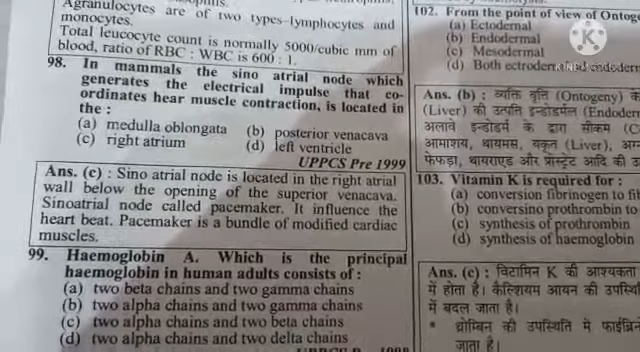 Agranulocytes are of two types-lymphocytes and
monocytes.
Total leucocyte count is normally 5000/cubic mm of
blood, ratio of RBC : WBC is 600 : 1.
98. In mammals the sino atrial node which
generates the electrical impulse that co-
ordinates hear muscle contraction, is located in
the :
(a) medulla oblongata (b) posterior venacava
(c) right atrium (d) left ventricle
UPPCS Pre 1999
Ans. (c) : Sino atrial node is located in the right atrial
wall below the opening of the superior venacava.
Sinoatrial node called pacemaker. It influence the
heart beat. Pacemaker is a bundle of modified cardiac
muscles.
99. Haemoglobin A. Which is the principal
haemoglobin in human adults consists of :
(a) two beta chains and two gamma chains
(b) two alpha chains and two gamma chains
(c) two alpha chains and two beta chains
(d) two alpha chains and two delta chains
102. From the point of view of Ontog
(a) Ectodermal
(b) Endodermal
(c) Mesodermal
(d) Both ectoderm
Ans. (b) : व्यक्ति वृत्ति (Ontogeny) के
(Liver) की उत्पति इन्डोडर्मल (Endoderm
अलावे इन्डोडर्म के द्वारा सीकम (C
आमाशय, थायमस, यकृत (Liver),
फेफड़ा, थायराएड और प्रोस्ट्रेट आदि की उ
103. Vitamin K is required for :
(a) conversion fibrinogen to fi
(b) conversino prothrombin to
(c) synthesis of prothrombin
(d) synthesis of haemoglobin
Ans. (c) : विटामिन K की आवश्यकता
में होता है। कैल्शियम आयन की उपस्थि
में बदल जाता है।
• थ्रोम्बिन की उपस्थिति में फाईब्रिन
जाता है।